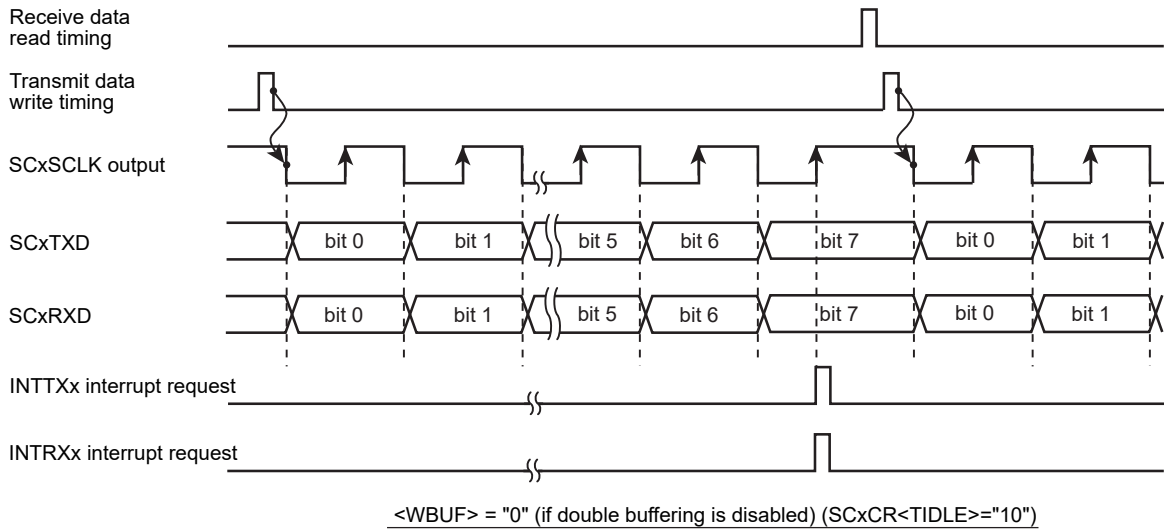 Receive data
read timing
Transmit data
write timing
SCxSCLK output
SCxTXD
bit 0 bit 1 bit 5 bit 6 bit 7 bit 0 bit 1
SCxRXD
bit 0 bit 1 bit 5 bit 6 bit 7 bit 0 bit 1
INTTXx interrupt request
INTRXx interrupt request
<WBUF> = "0" (if double buffering is disabled) (SCxCR<TIDLE>="10")